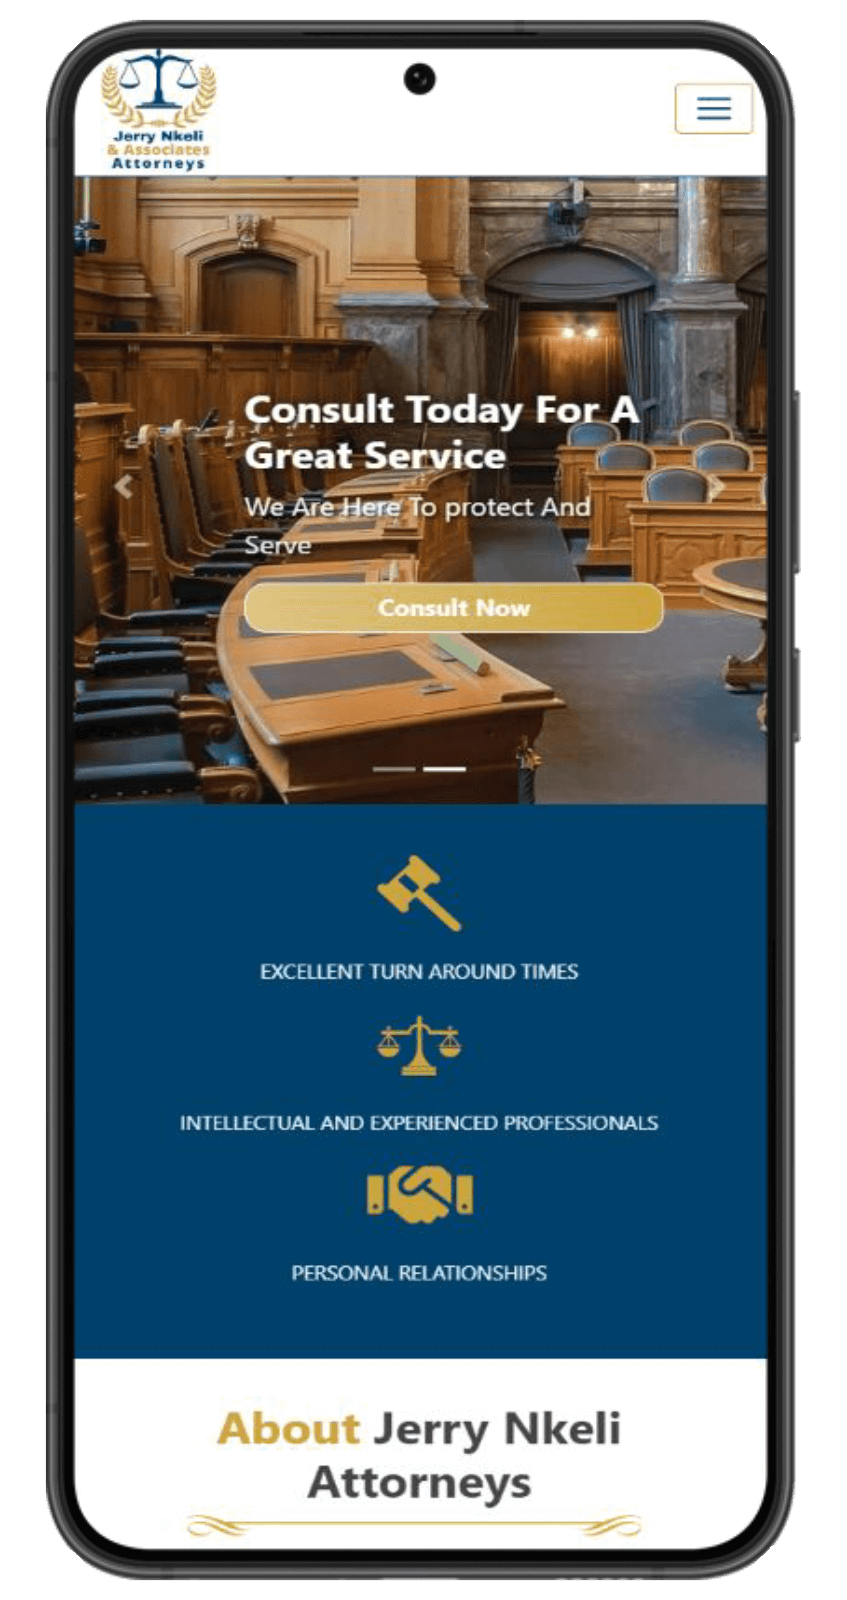 Jerry Nkeli
& Associates
Attorneys
Consult Today For A
Great Service
We Are Here To protect And
Serve
Consult Now
EXCELLENT TURN AROUND TIMES
INTELLECTUAL AND EXPERIENCED PROFESSIONALS
PERSONAL RELATIONSHIPS
About Jerry Nkeli
Attorneys